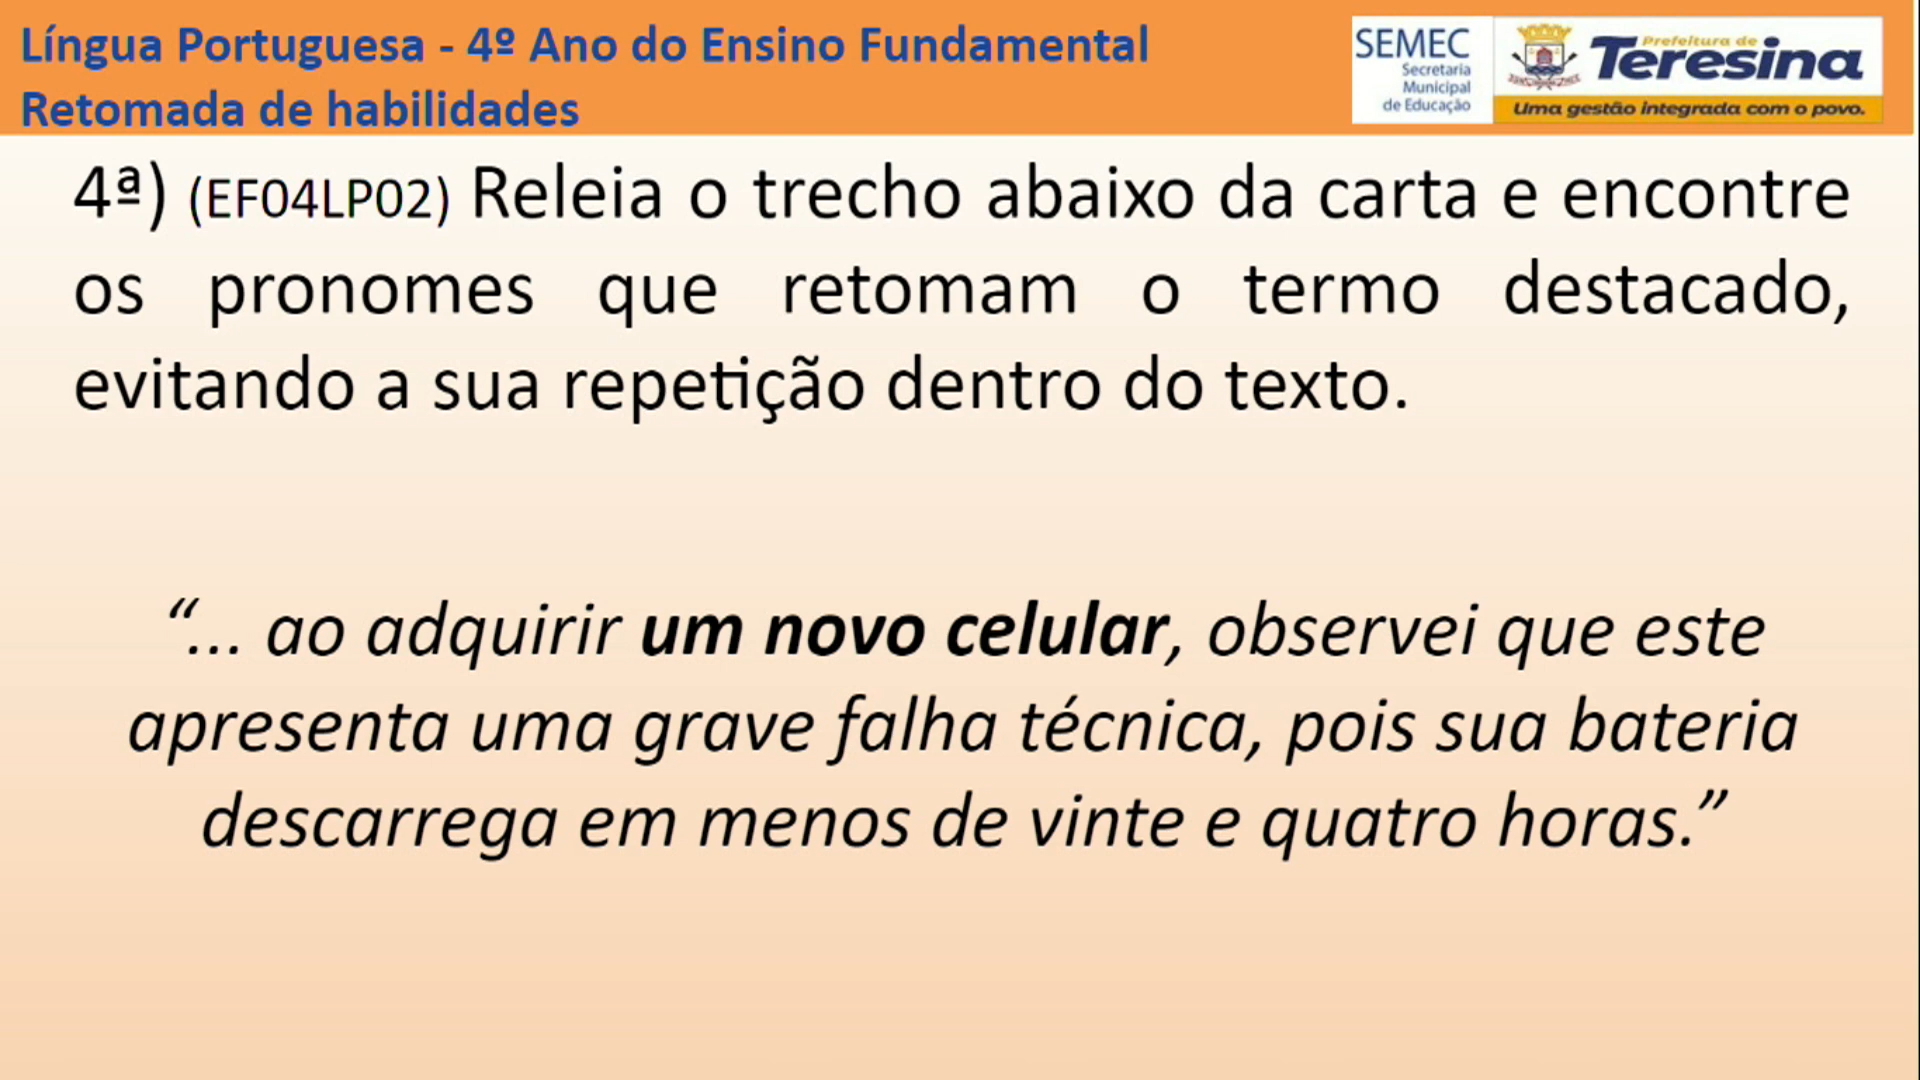 Língua Portuguesa - 4º Ano do Ensino Fundamental
Retomada de habilidades
SEMEC
Secretaria
Municipal
de Educação
Prefeitura de
Teresina
Uma gestão integrada com o povo.
4ª) (EF04LP02) Releia o trecho abaixo da carta e encontre
os pronomes que retomam o termo destacado,
evitando a sua repetição dentro do texto.
“... ao adquirir um novo celular, observei que este
apresenta uma grave falha técnica, pois sua bateria
descarrega em menos de vinte e quatro horas.”